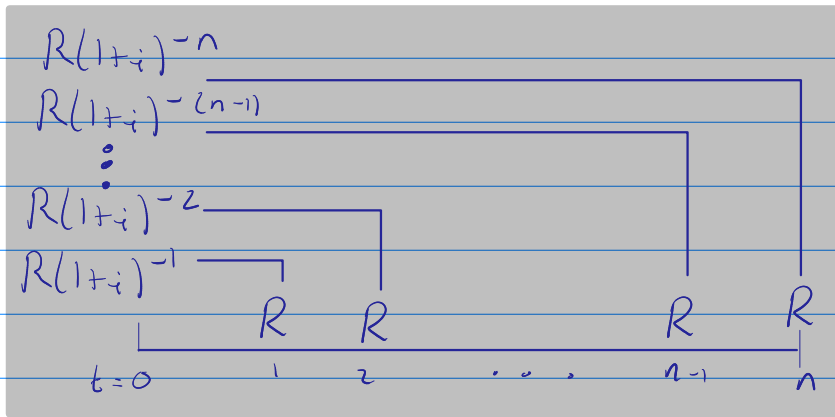 R(1+i)^-n
R(1+i)^-(n-1)
⋮
R(1+i)^-2
R(1+i)^-1
R R R R
t=0 1 2 . . . n-1 n